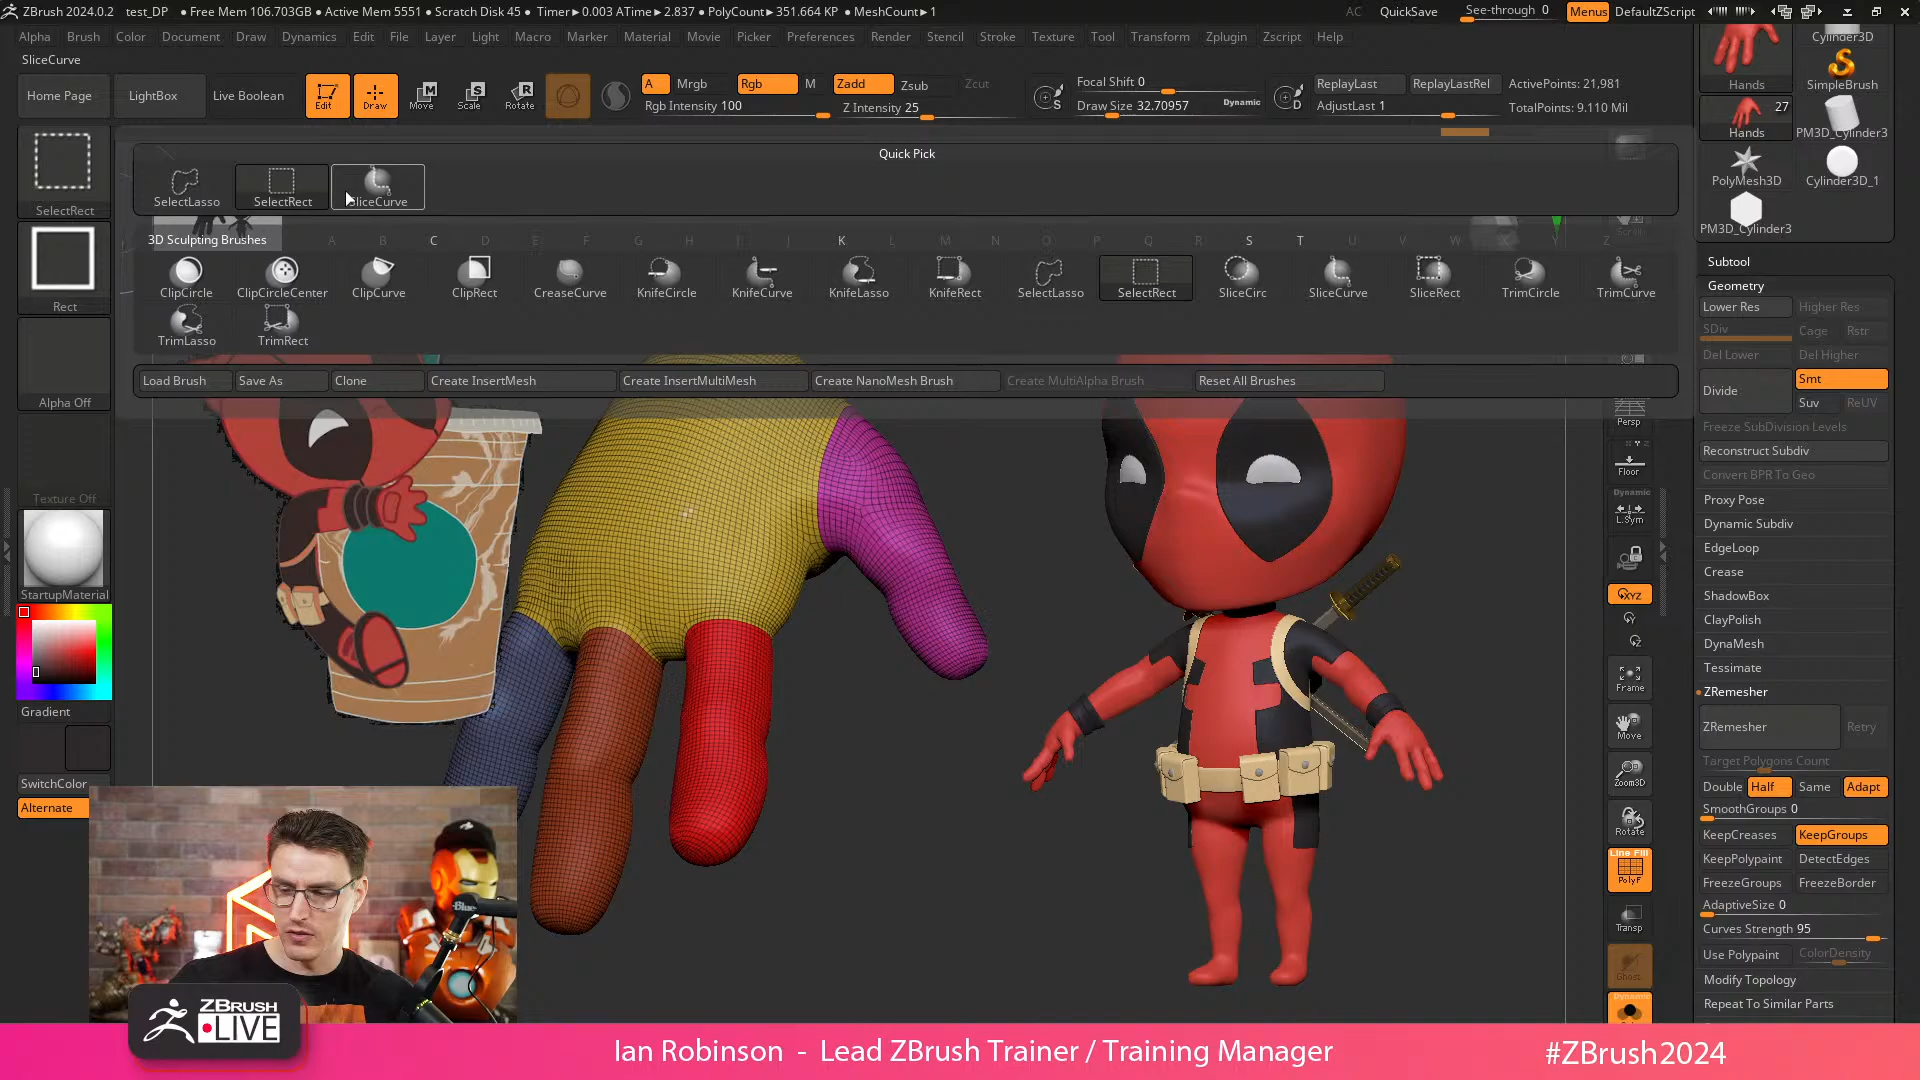 ZBrush 2024.0.2 test_DP • Free Mem 106.703GB • Active Mem 5551 • Scratch Disk 45 • Timer►0.003 ATime►2.837 • PolyCount►351.664 KP • MeshCount►1 AC QuickSave See-through 0 Menus DefaultZScript
Alpha Brush Color Document Draw Dynamics Edit File Layer Light Macro Marker Material Movie Picker Preferences Render Stencil Stroke Texture Tool Transform Zplugin Zscript Help
SliceCurve
Home Page LightBox Live Boolean Edit Draw Move Scale Rotate
A Mrgb Rgb M Zadd Zsub Zcut
Rgb Intensity 100 Z Intensity 25
Focal Shift 0
Draw Size 32.70957 Dynamic
ReplayLast ReplayLastRel ActivePoints: 21,981
AdjustLast 1 TotalPoints: 9.110 Mil
Quick Pick
SelectLasso SelectRect SliceCurve
3D Sculpting Brushes A B C D E F G H I J K L M N O P Q R S T U V W X Y Z
ClipCircle ClipCircleCenter ClipCurve ClipRect CreaseCurve KnifeCircle KnifeCurve KnifeLasso KnifeRect SelectLasso SelectRect SliceCirc SliceCurve SliceRect TrimCircle TrimCurve
TrimLasso TrimRect
Load Brush Save As Clone Create InsertMesh Create InsertMultiMesh Create NanoMesh Brush Create MultiAlpha Brush Reset All Brushes
SelectRect
Rect
Alpha Off
Texture Off
StartupMaterial
Gradient
SwitchColor
Alternate
Scroll
Persp
Floor
Dynamic
L.Sym
XYZ
Y
Z
Frame
Move
Zoom3D
Rotate
Line Fill
PolyF
Transp
Ghost
Dynamic
Cylinder3D
Hands SimpleBrush
27
Hands PM3D_Cylinder3
PolyMesh3D Cylinder3D_1
PM3D_Cylinder3
Subtool
Geometry
Lower Res Higher Res
SDiv Cage Rstr
Del Lower Del Higher
Divide Smt
Suv ReUV
Freeze SubDivision Levels
Reconstruct Subdiv
Convert BPR To Geo
Proxy Pose
Dynamic Subdiv
EdgeLoop
Crease
ShadowBox
ClayPolish
DynaMesh
Tessimate
ZRemesher
ZRemesher Retry
Target Polygons Count
Double Half Same Adapt
SmoothGroups 0
KeepCreases KeepGroups
KeepPolypaint DetectEdges
FreezeGroups FreezeBorder
AdaptiveSize 0
Curves Strength 95
Use Polypaint ColorDensity
Modify Topology
Repeat To Similar Parts
Blue
ZBRUSH
LIVE
Ian Robinson - Lead ZBrush Trainer / Training Manager #ZBrush2024